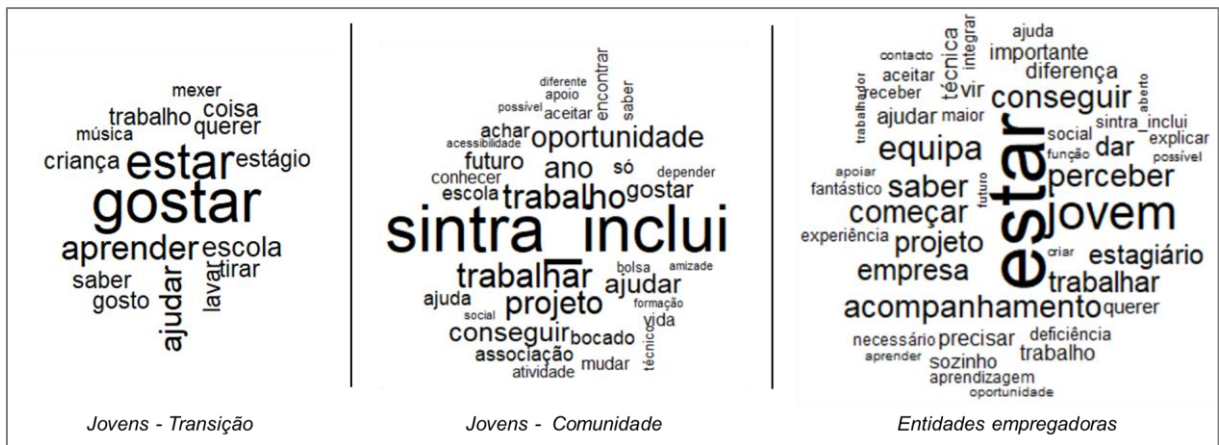 mexer
trabalho coisa
música querer
criança estar estágio
gostar
aprender escola
saber lavar tirar
gosto ajudar
Jovens - Transição
diferente encontrar saber
apoio
possível aceitar
achar oportunidade
acessibilidade
futuro ano só depender
conhecer
escola trabalho gostar
sintra_inclui
trabalhar bolsa amizade
ajudar
ajuda projeto formação
social vida
conseguir bocado técnico
associação mudar
atividade
Jovens - Comunidade
ajuda
contacto técnica integrar importante
aceitar diferença
trabalhador receber vir conseguir aberto
ajudar maior sintra_inclui
social explicar
equipa estar dar
função possível
apoiar perceber
fantástico saber futuro
começar jovem
experiência projeto criar estagiário
empresa trabalhar
acompanhamento querer
necessário precisar deficiência
aprender sozinho trabalho
aprendizagem
oportunidade
Entidades empregadoras